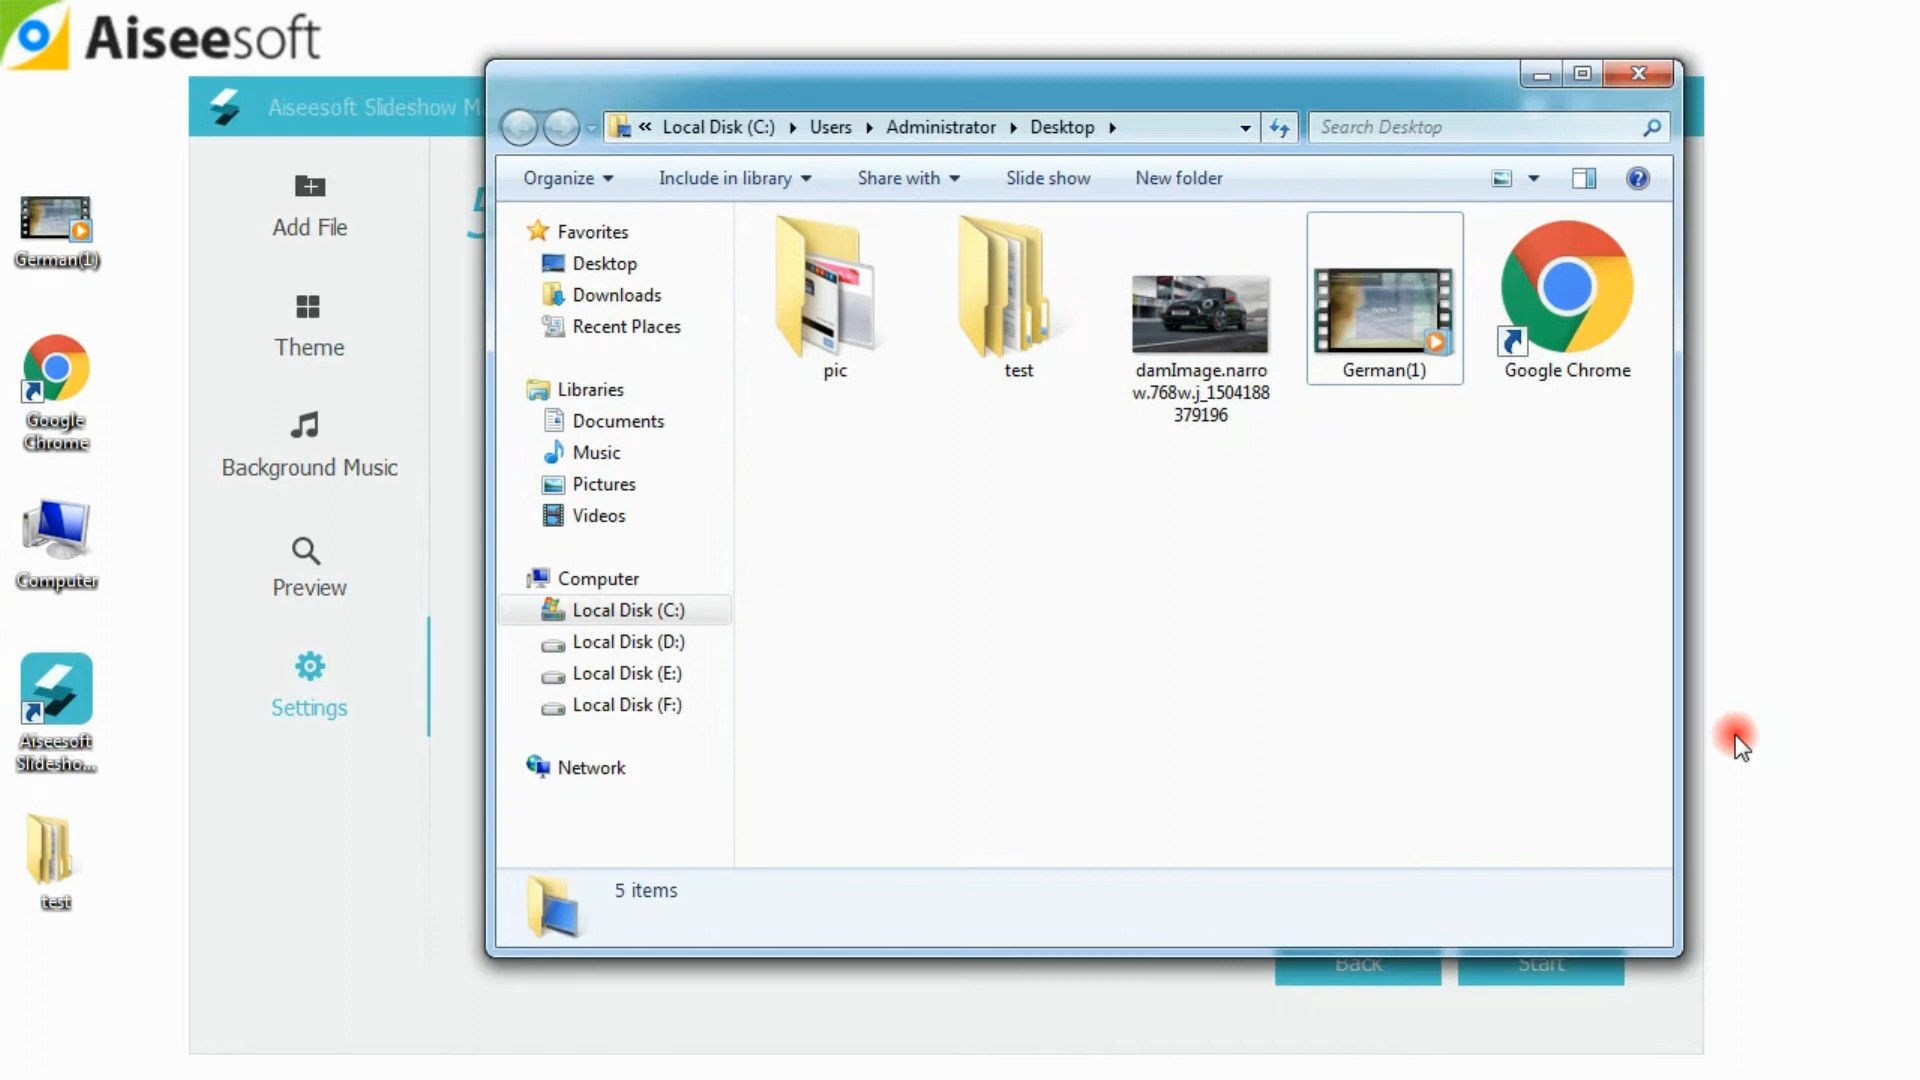 Aiseesoft
Aiseesoft Slideshow M
Local Disk (C:)
Users
Administrator
Desktop
Search Desktop
Organize
Include in library
Share with
Slide show
New folder
Add File
Theme
Background Music
Preview
Settings
German(1)
Google
Chrome
Computer
Aiseesoft
Slidesho...
test
Favorites
Desktop
Downloads
Recent Places
Libraries
Documents
Music
Pictures
Videos
Computer
Local Disk (C:)
Local Disk (D:)
Local Disk (E:)
Local Disk (F:)
Network
pic
test
damImage.narro
w.768w.j_1504188
379196
German(1)
Google Chrome
5 items
Back
Start